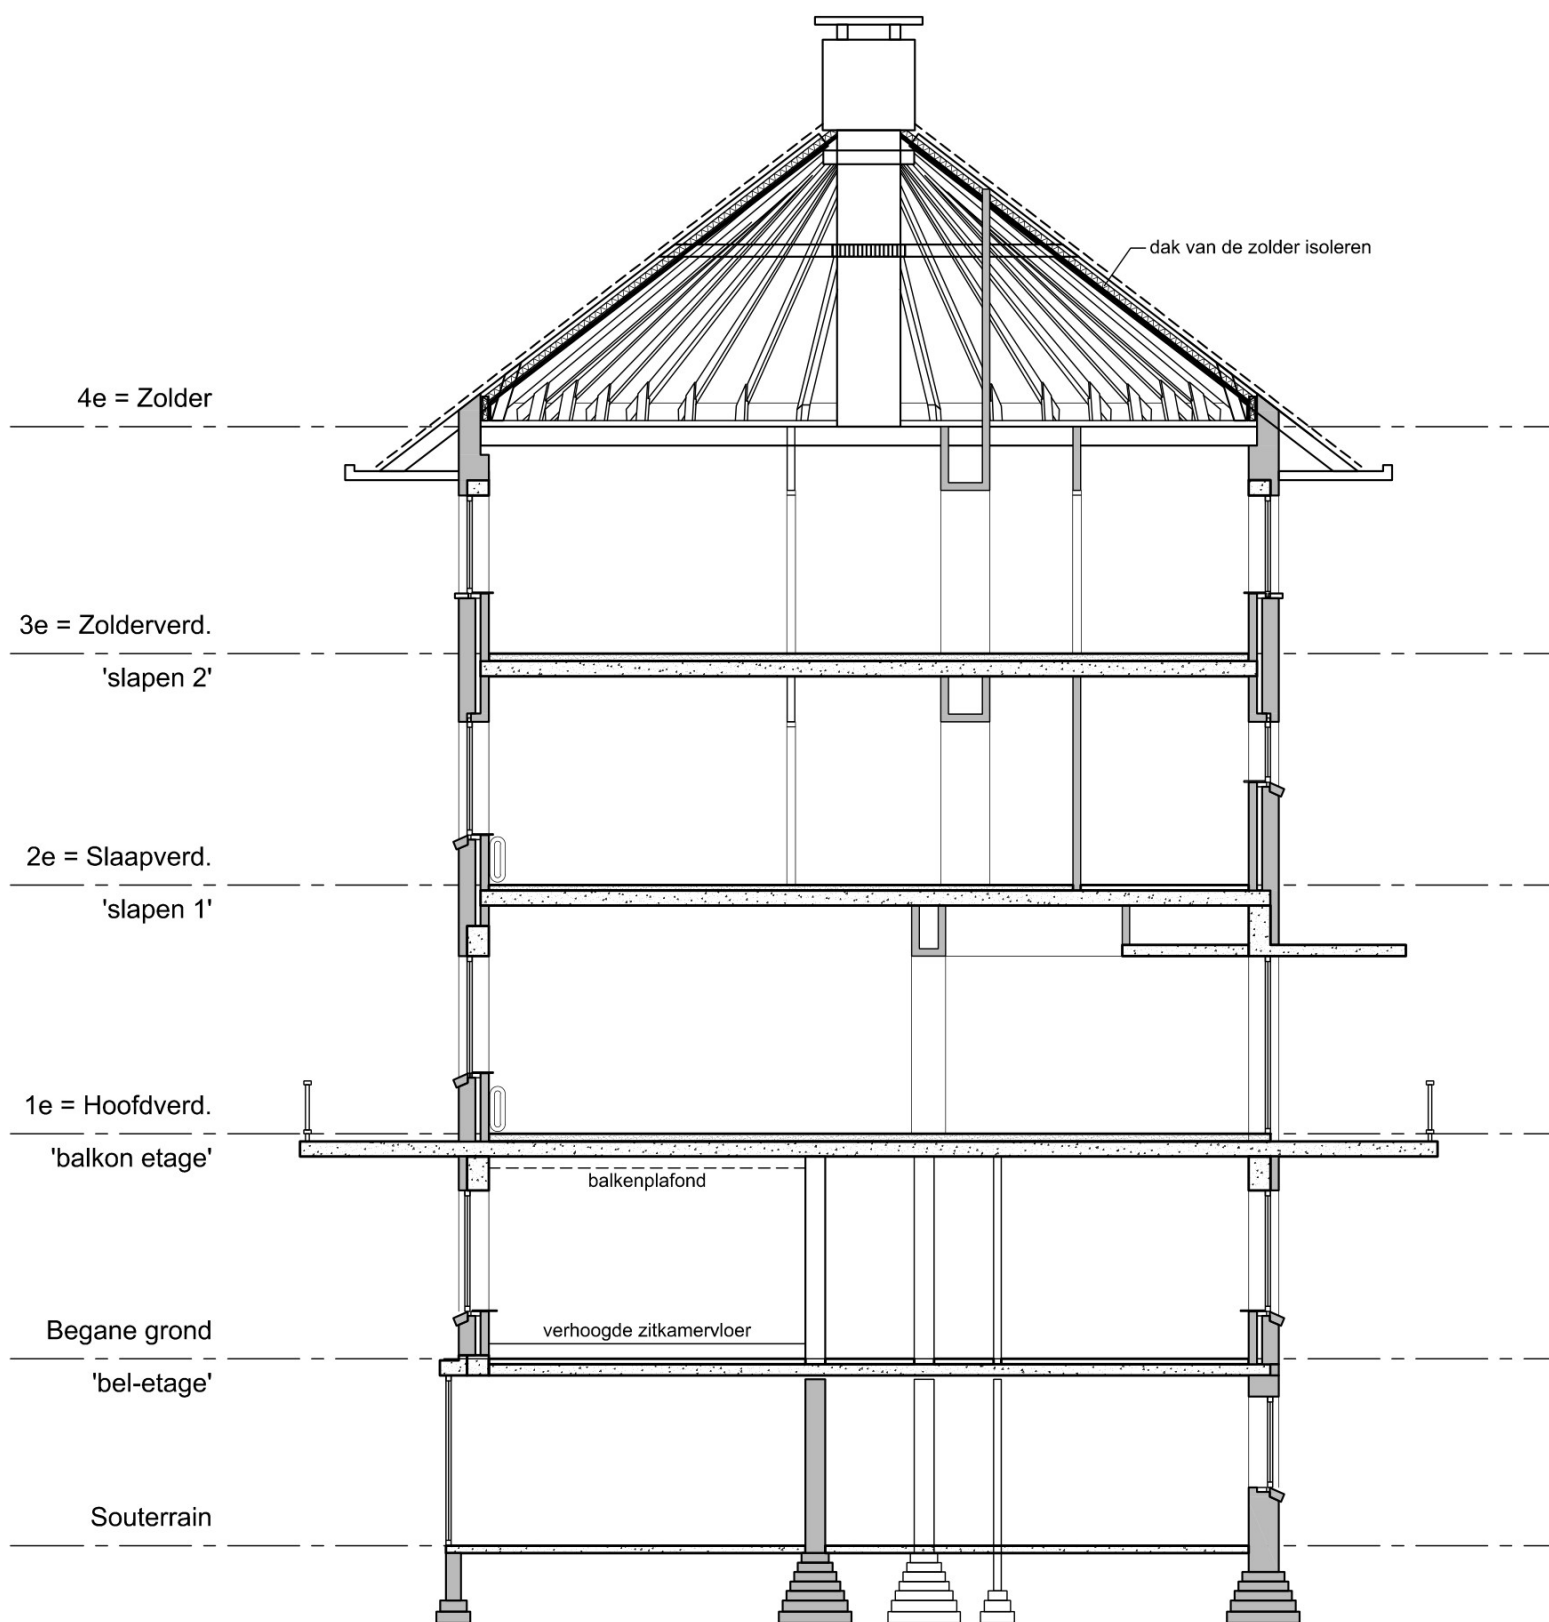 dak van de zolder isoleren
4e = Zolder
3e = Zolderverd.
'slapen 2'
2e = Slaapverd.
'slapen 1'
1e = Hoofdverd.
'balkon etage'
balkenplafond
Begane grond
verhoogde zitkamervloer
'bel-etage'
Souterrain